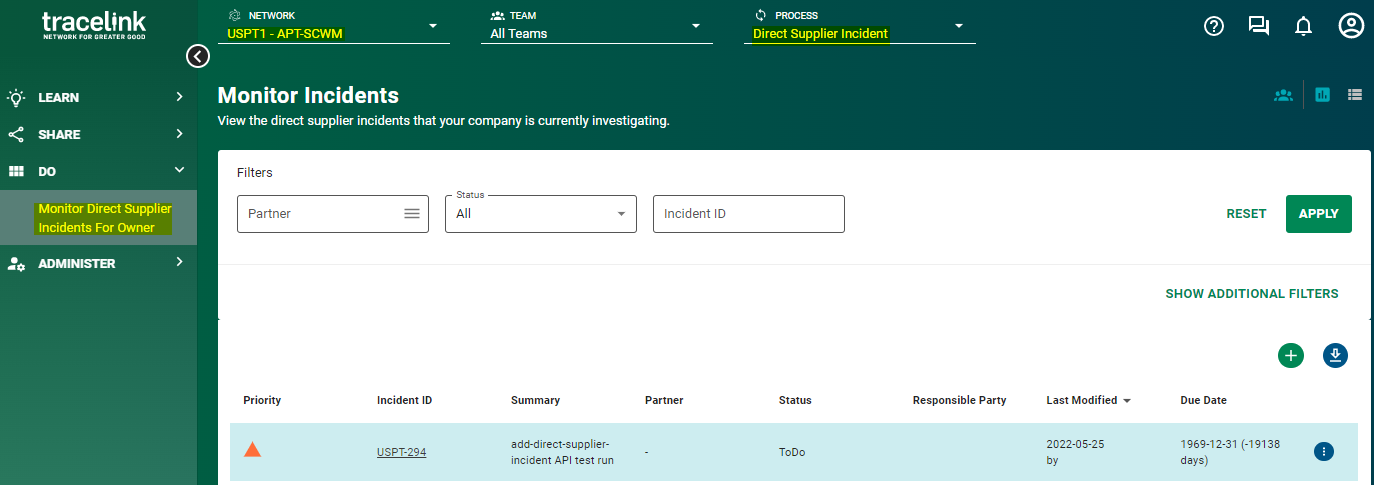 tracelink
NETWORK FOR GREATER GOOD
NETWORK
USPT1 - APT-SCWM
TEAM
All Teams
PROCESS
Direct Supplier Incident
LEARN
SHARE
DO
Monitor Direct Supplier
Incidents For Owner
ADMINISTER
Monitor Incidents
View the direct supplier incidents that your company is currently investigating.
Filters
Partner
Status
All
Incident ID
RESET
APPLY
SHOW ADDITIONAL FILTERS
Priority Incident ID Summary Partner Status Responsible Party Last Modified Due Date
USPT-294
add-direct-supplier-
incident API test run
-
ToDo
2022-05-25
by
1969-12-31 (-19138
days)